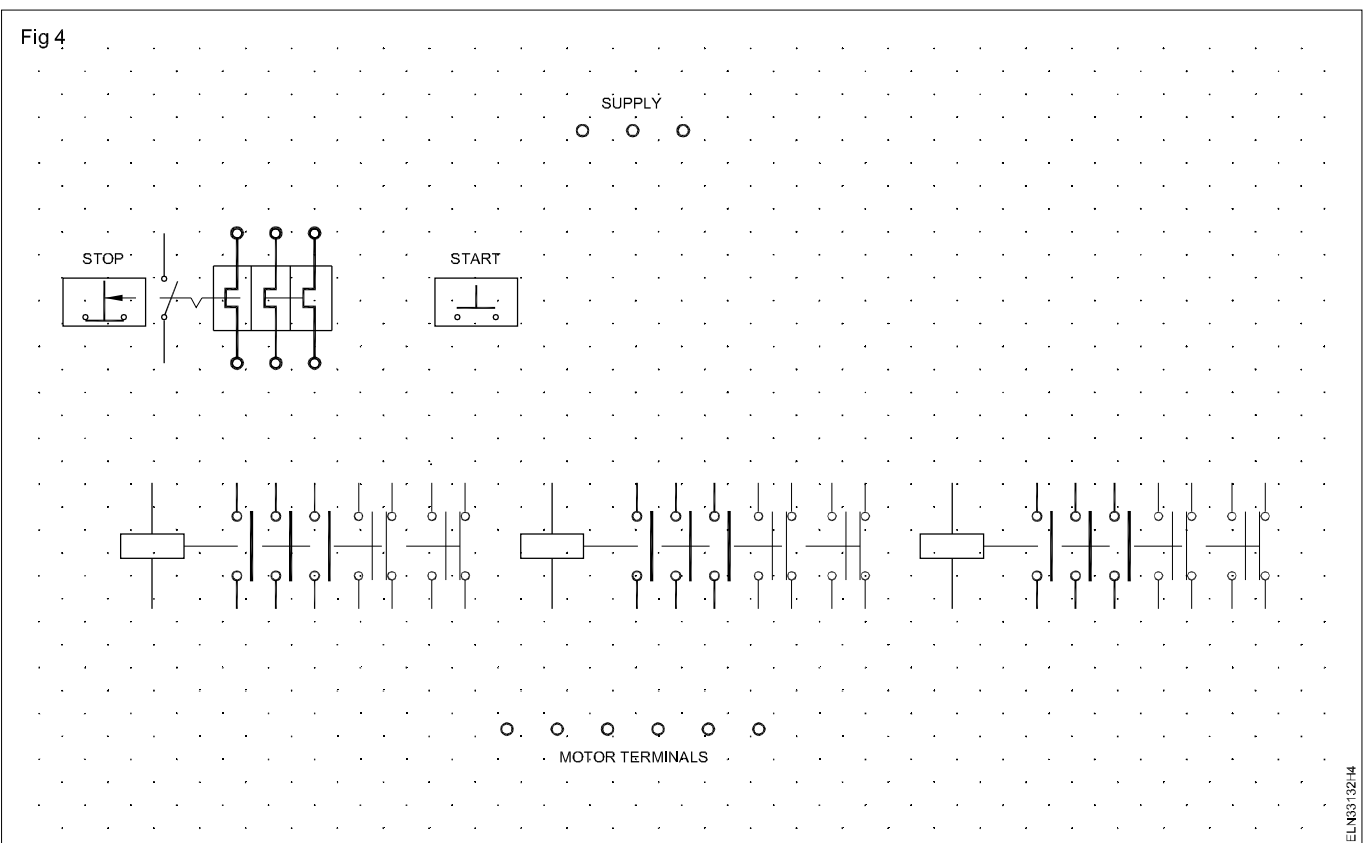 Fig 4
SUPPLY
STOP
START
MOTOR TERMINALS
ELN33132H4